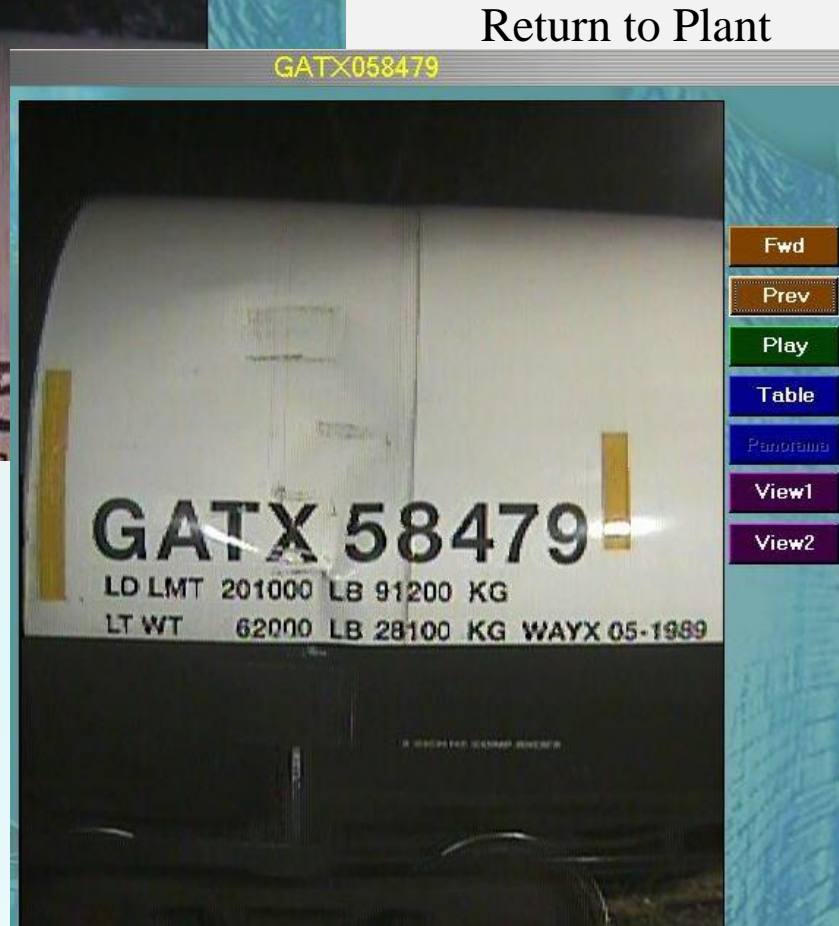 Return to Plant
GATX058479
Fwd
Prev
Play
Table
Panorama
View1
View2
GATX 58479
LD LMT 201000 LB 91200 KG
LT WT 62000 LB 28100 KG WAYX 05-1989